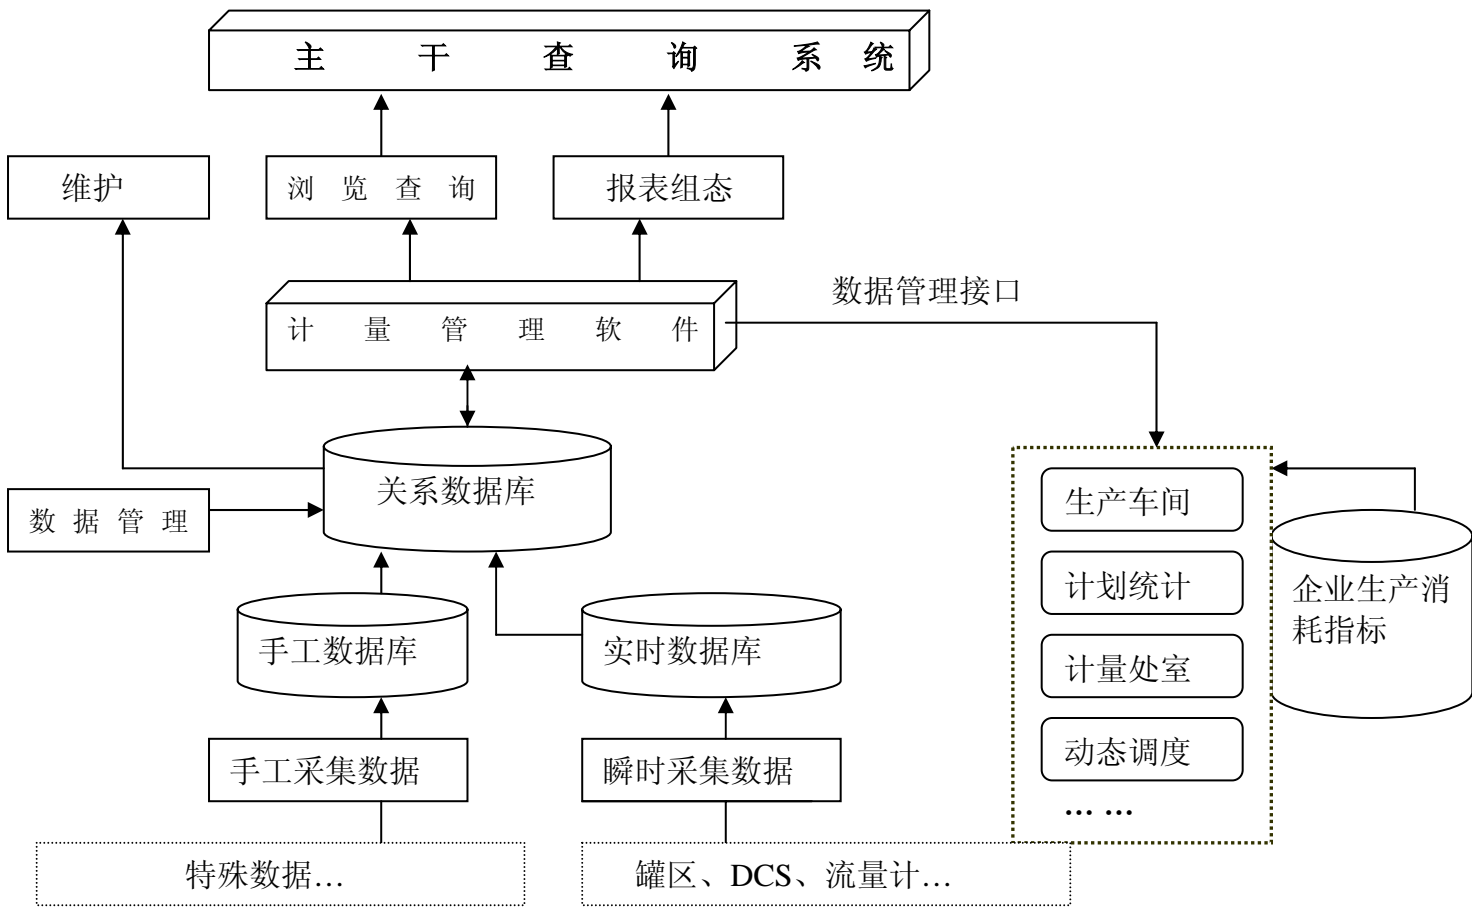 主干查询系统
维护
浏览查询
报表组态
数据管理接口
计量管理软件
关系数据库
数据管理
生产车间
计划统计
企业生产消
耗指标
手工数据库
实时数据库
计量处室
动态调度
手工采集数据
瞬时采集数据
… …
特殊数据…
罐区、DCS、流量计…